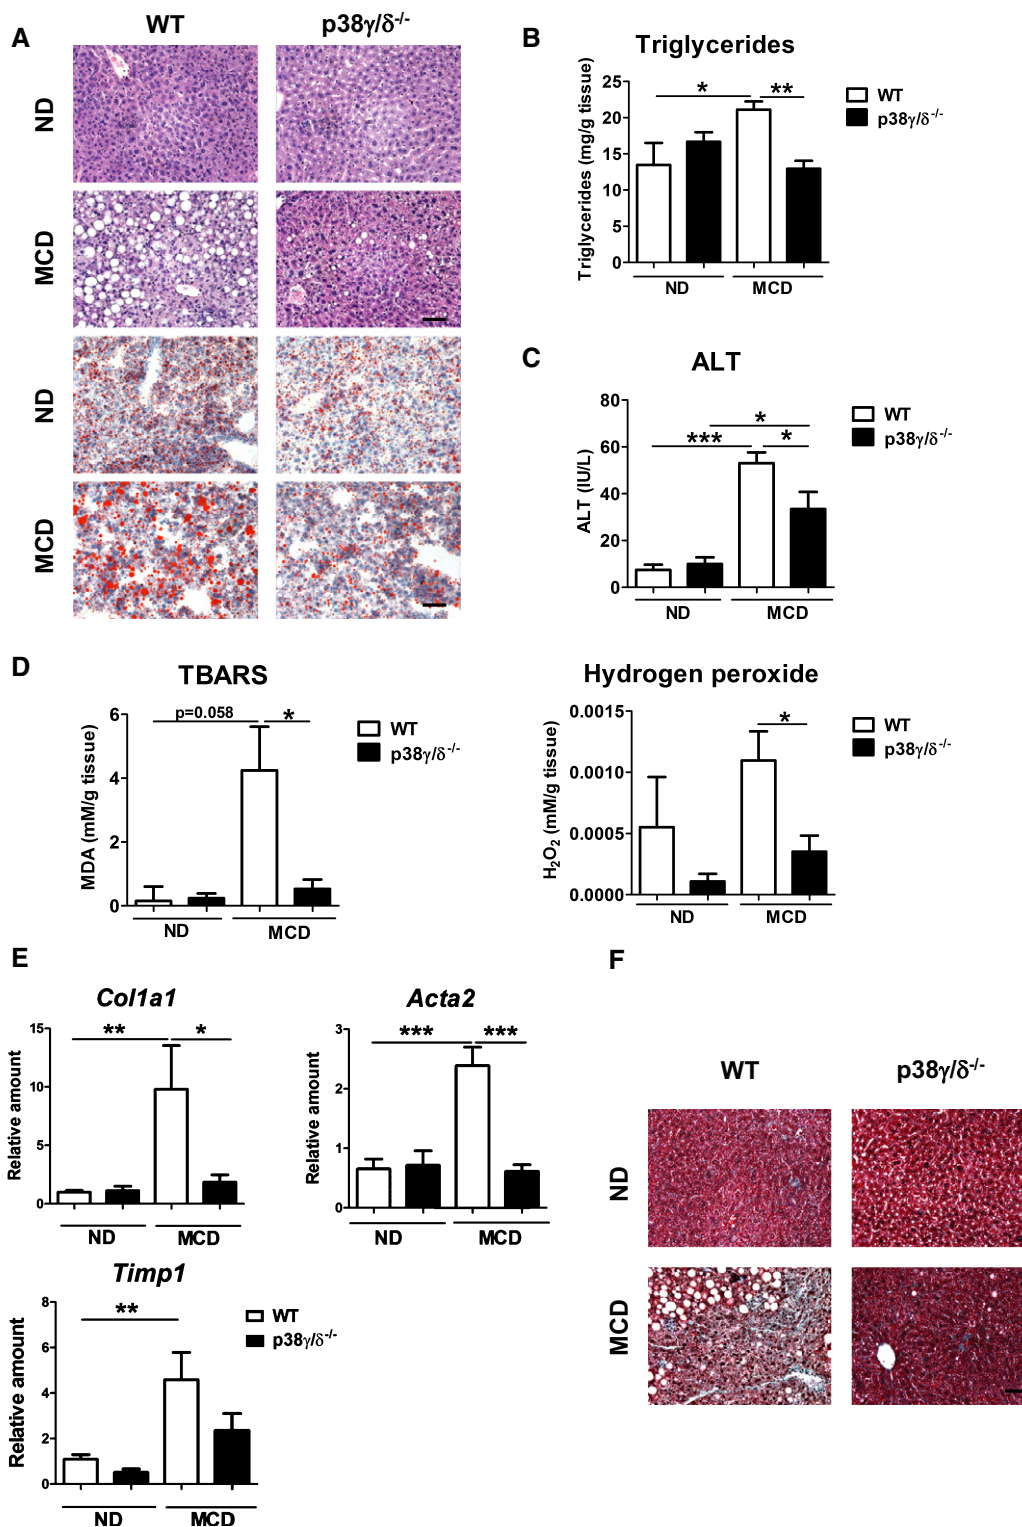 A
WT
p38γ/δ-/-
ND
MCD
ND
MCD
B
Triglycerides
Triglycerides (mg/g tissue)
25
20
15
10
5
0
*
**
ND
MCD
WT
p38γ/δ-/-
C
ALT
ALT (IU/L)
80
60
40
20
0
***
*
*
ND
MCD
WT
p38γ/δ-/-
D
TBARS
MDA (mM/g tissue)
6
4
2
0
p=0.058
*
ND
MCD
WT
p38γ/δ-/-
Hydrogen peroxide
H2O2 (mM/g tissue)
0.0015
0.0010
0.0005
0.0000
*
ND
MCD
WT
p38γ/δ-/-
E
Col1a1
Relative amount
15
10
5
0
**
*
ND
MCD
Acta2
Relative amount
3
2
1
0
***
***
ND
MCD
Timp1
Relative amount
8
6
4
2
0
**
ND
MCD
WT
p38γ/δ-/-
F
WT
p38γ/δ-/-
ND
MCD